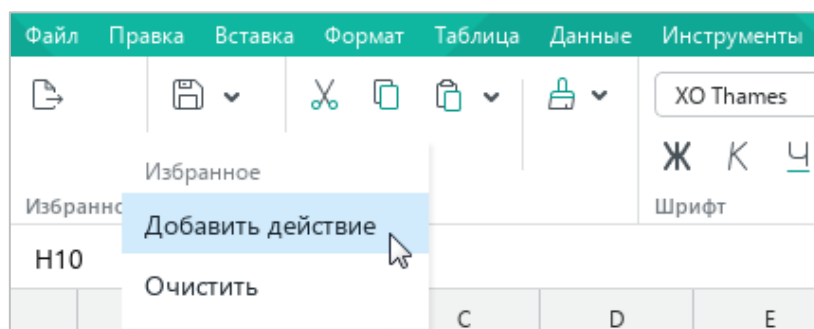 Файл Правка Вставка Формат Таблица Данные Инструменты
XO Thames
Ж К Ч
Избранное
Избранно Шрифт
Добавить действие
H10
Очистить
C D E